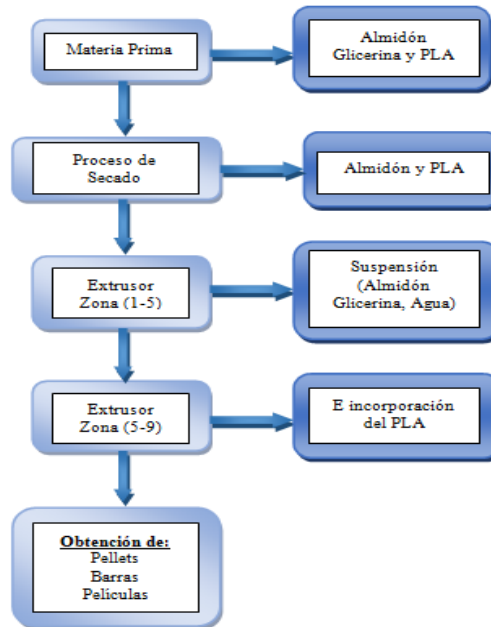 Materia Prima
Almidón
Glicerina y PLA
Proceso de
Secado
Almidón y PLA
Extrusor
Zona (1-5)
Suspensión
(Almidón
Glicerina, Agua)
Extrusor
Zona (5-9)
E incorporación
del PLA
Obtención de:
Pellets
Barras
Películas